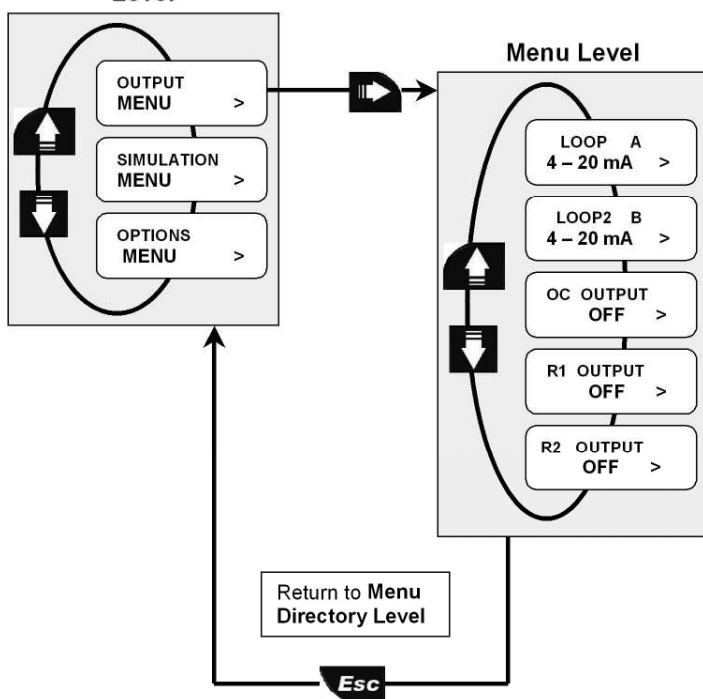 Menu Level
OUTPUT
MENU >
SIMULATION
MENU >
OPTIONS
MENU >
LOOP A
4 – 20 mA >
LOOP2 B
4 – 20 mA >
OC OUTPUT
OFF >
R1 OUTPUT
OFF >
R2 OUTPUT
OFF >
Return to Menu
Directory Level
Esc